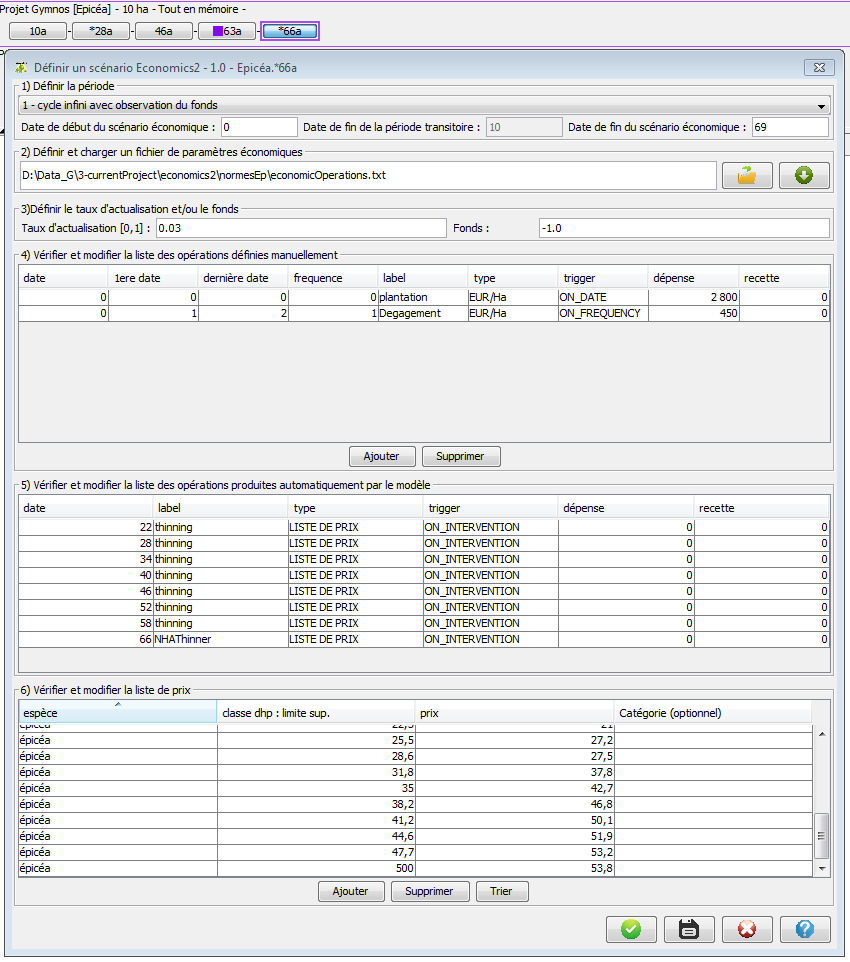 Projet Gymnos [Epicéa] - 10 ha - Tout en mémoire -
10a - *28a - 46a - 63a - *66a
Définir un scénario Economics2 - 1.0 - Epicéa.*66a
1) Définir la période
1 - cycle infini avec observation du fonds
Date de début du scénario économique : 0 Date de fin de la période transitoire : 10 Date de fin du scénario économique : 69
2) Définir et charger un fichier de paramètres économiques
D:\Data_G\3-currentProject\economics2\normesEp\economicOperations.txt
3)Définir le taux d'actualisation et/ou le fonds
Taux d'actualisation [0,1] : 0.03 Fonds : -1.0
4) Vérifier et modifier la liste des opérations définies manuellement
date 1ere date dernière date frequence label type trigger dépense recette
0 0 0 0 plantation EUR/Ha ON_DATE 2 800 0
0 1 2 1 Degagement EUR/Ha ON_FREQUENCY 450 0
Ajouter Supprimer
5) Vérifier et modifier la liste des opérations produites automatiquement par le modèle
date label type trigger dépense recette
22 thinning LISTE DE PRIX ON_INTERVENTION 0 0
28 thinning LISTE DE PRIX ON_INTERVENTION 0 0
34 thinning LISTE DE PRIX ON_INTERVENTION 0 0
40 thinning LISTE DE PRIX ON_INTERVENTION 0 0
46 thinning LISTE DE PRIX ON_INTERVENTION 0 0
52 thinning LISTE DE PRIX ON_INTERVENTION 0 0
58 thinning LISTE DE PRIX ON_INTERVENTION 0 0
66 NHAThinner LISTE DE PRIX ON_INTERVENTION 0 0
6) Vérifier et modifier la liste de prix
espèce classe dhp : limite sup. prix Catégorie (optionnel)
épicéa 22,5 21
épicéa 25,5 27,2
épicéa 28,6 27,5
épicéa 31,8 37,8
épicéa 35 42,7
épicéa 38,2 46,8
épicéa 41,2 50,1
épicéa 44,6 51,9
épicéa 47,7 53,2
épicéa 500 53,8
Ajouter Supprimer Trier